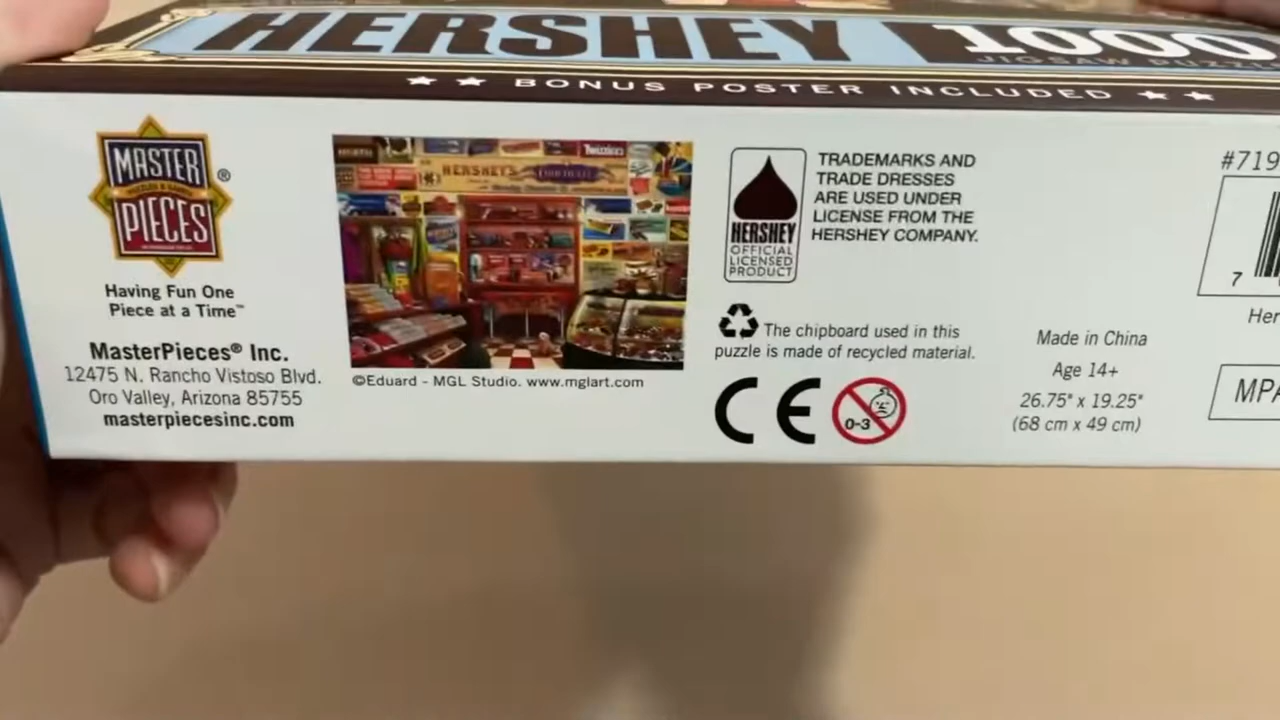 HERSHEY
1000
JIGSAW
★ ★ BONUS POSTER INCLUDED ★ ★
MASTER
PIECES
®
Having Fun One
Piece at a Time™
MasterPieces® Inc.
12475 N. Rancho Vistoso Blvd.
Oro Valley, Arizona 85755
masterpiecesinc.com
HERSHEY'S
©Eduard - MGL Studio. www.mglart.com
HERSHEY
OFFICIAL
LICENSED
PRODUCT
TRADEMARKS AND
TRADE DRESSES
ARE USED UNDER
LICENSE FROM THE
HERSHEY COMPANY.
The chipboard used in this
puzzle is made of recycled material.
CE
0-3
Made in China
Age 14+
26.75" x 19.25"
(68 cm x 49 cm)
#719
7
Her
MPA